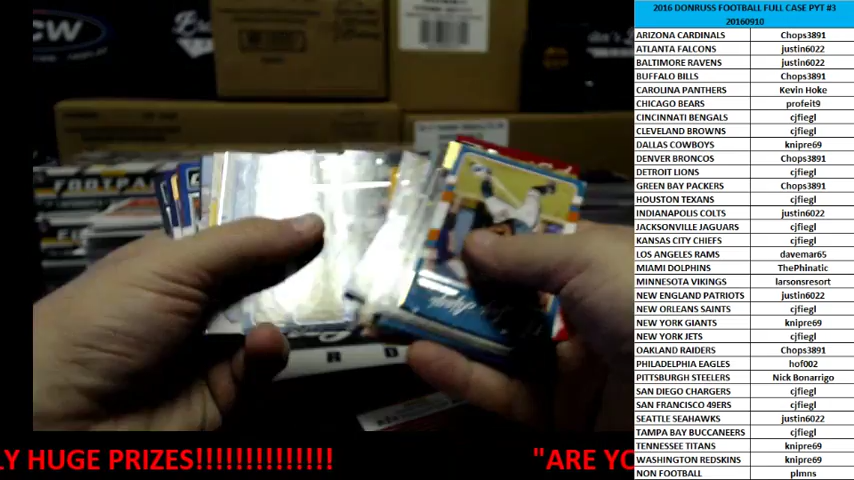 2016 DONRUSS FOOTBALL FULL CASE PYT #3
20160910
ARIZONA CARDINALS Chops3891
ATLANTA FALCONS justin6022
BALTIMORE RAVENS justin6022
BUFFALO BILLS Chops3891
CAROLINA PANTHERS Kevin Hoke
CHICAGO BEARS profeit9
CINCINNATI BENGALS cjfiegl
CLEVELAND BROWNS cjfiegl
DALLAS COWBOYS knipre69
DENVER BRONCOS Chops3891
DETROIT LIONS cjfiegl
GREEN BAY PACKERS Chops3891
HOUSTON TEXANS cjfiegl
INDIANAPOLIS COLTS justin6022
JACKSONVILLE JAGUARS cjfiegl
KANSAS CITY CHIEFS cjfiegl
LOS ANGELES RAMS davemar65
MIAMI DOLPHINS ThePhinatic
MINNESOTA VIKINGS larsonsresort
NEW ENGLAND PATRIOTS justin6022
NEW ORLEANS SAINTS cjfiegl
NEW YORK GIANTS knipre69
NEW YORK JETS cjfiegl
OAKLAND RAIDERS Chops3891
PHILADELPHIA EAGLES hof002
PITTSBURGH STEELERS Nick Bonarrigo
SAN DIEGO CHARGERS cjfiegl
SAN FRANCISCO 49ERS cjfiegl
SEATTLE SEAHAWKS justin6022
TAMPA BAY BUCCANEERS cjfiegl
TENNESSEE TITANS knipre69
WASHINGTON REDSKINS knipre69
NON FOOTBALL plmns
CW
FOOTBA
R D
LY HUGE PRIZES!!!!!!!!!!!!!!! "ARE YO